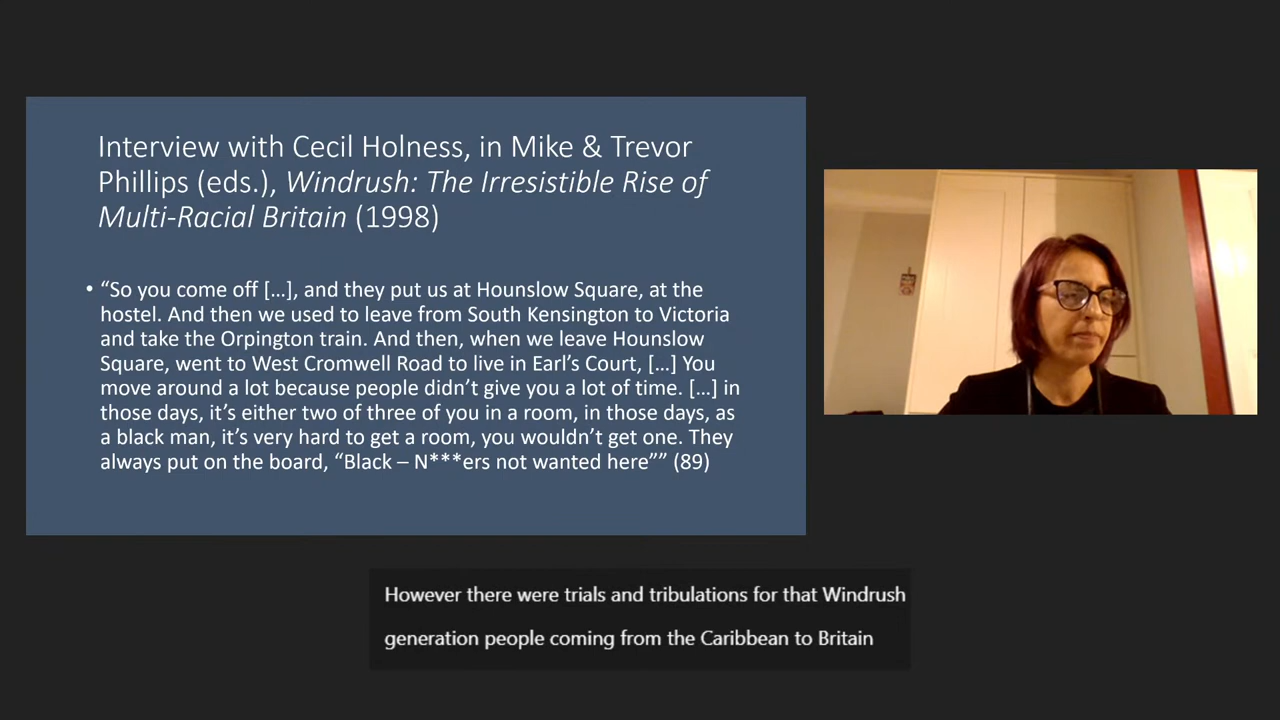 Interview with Cecil Holness, in Mike & Trevor
Phillips (eds.), Windrush: The Irresistible Rise of
Multi-Racial Britain (1998)
• “So you come off […], and they put us at Hounslow Square, at the
hostel. And then we used to leave from South Kensington to Victoria
and take the Orpington train. And then, when we leave Hounslow
Square, went to West Cromwell Road to live in Earl’s Court, […] You
move around a lot because people didn’t give you a lot of time. […] in
those days, it’s either two of three of you in a room, in those days, as
a black man, it’s very hard to get a room, you wouldn’t get one. They
always put on the board, “Black – N***ers not wanted here”” (89)
However there were trials and tribulations for that Windrush
generation people coming from the Caribbean to Britain